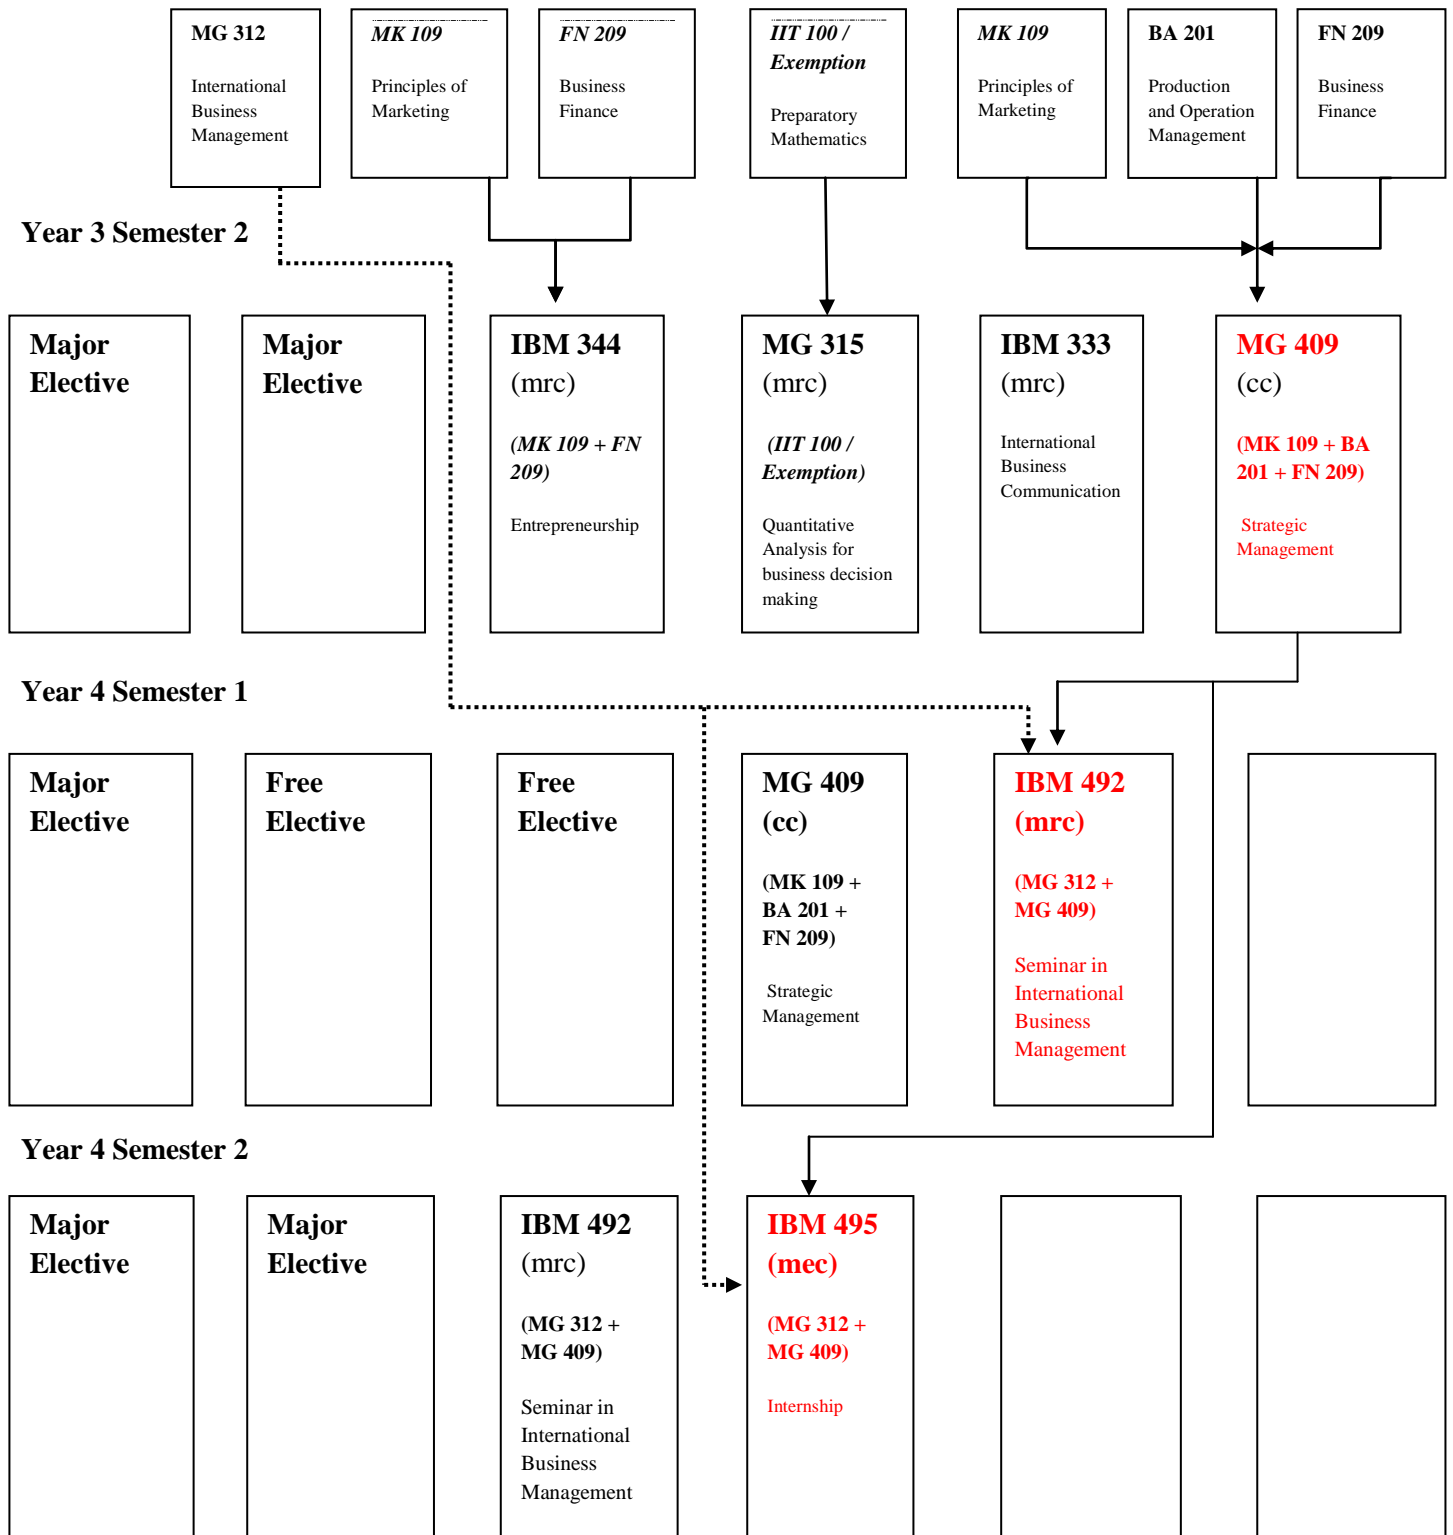 MG 312
International
Business
Management
MK 109
Principles of
Marketing
FN 209
Business
Finance
IIT 100 /
Exemption
Preparatory
Mathematics
MK 109
Principles of
Marketing
BA 201
Production
and Operation
Management
FN 209
Business
Finance
Year 3 Semester 2
Major
Elective
Major
Elective
IBM 344
(mrc)
(MK 109 + FN
209)
Entrepreneurship
MG 315
(mrc)
(IIT 100 /
Exemption)
Quantitative
Analysis for
business decision
making
IBM 333
(mrc)
International
Business
Communication
MG 409
(cc)
(MK 109 + BA
201 + FN 209)
Strategic
Management
Year 4 Semester 1
Major
Elective
Free
Elective
Free
Elective
MG 409
(cc)
(MK 109 +
BA 201 +
FN 209)
Strategic
Management
IBM 492
(mrc)
(MG 312 +
MG 409)
Seminar in
International
Business
Management
Year 4 Semester 2
Major
Elective
Major
Elective
IBM 492
(mrc)
(MG 312 +
MG 409)
Seminar in
International
Business
Management
IBM 495
(mec)
(MG 312 +
MG 409)
Internship